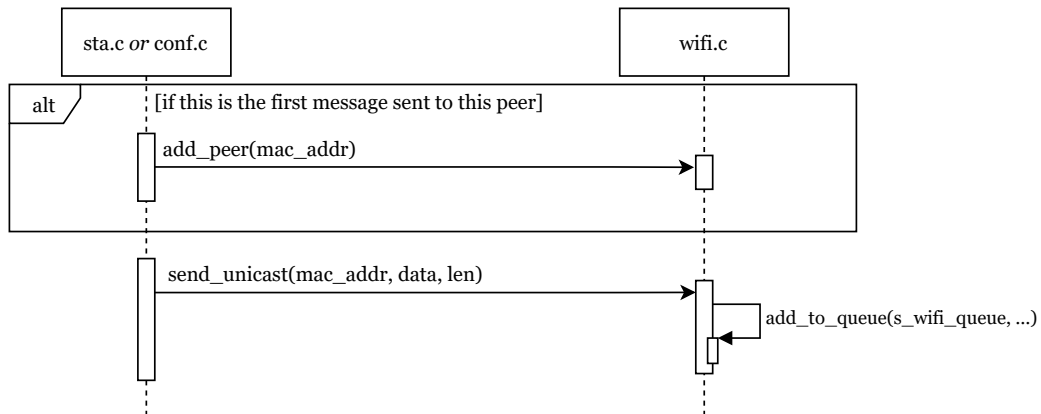 sta.c or conf.c
wifi.c
alt
[if this is the first message sent to this peer]
add_peer(mac_addr)
send_unicast(mac_addr, data, len)
add_to_queue(s_wifi_queue, ...)